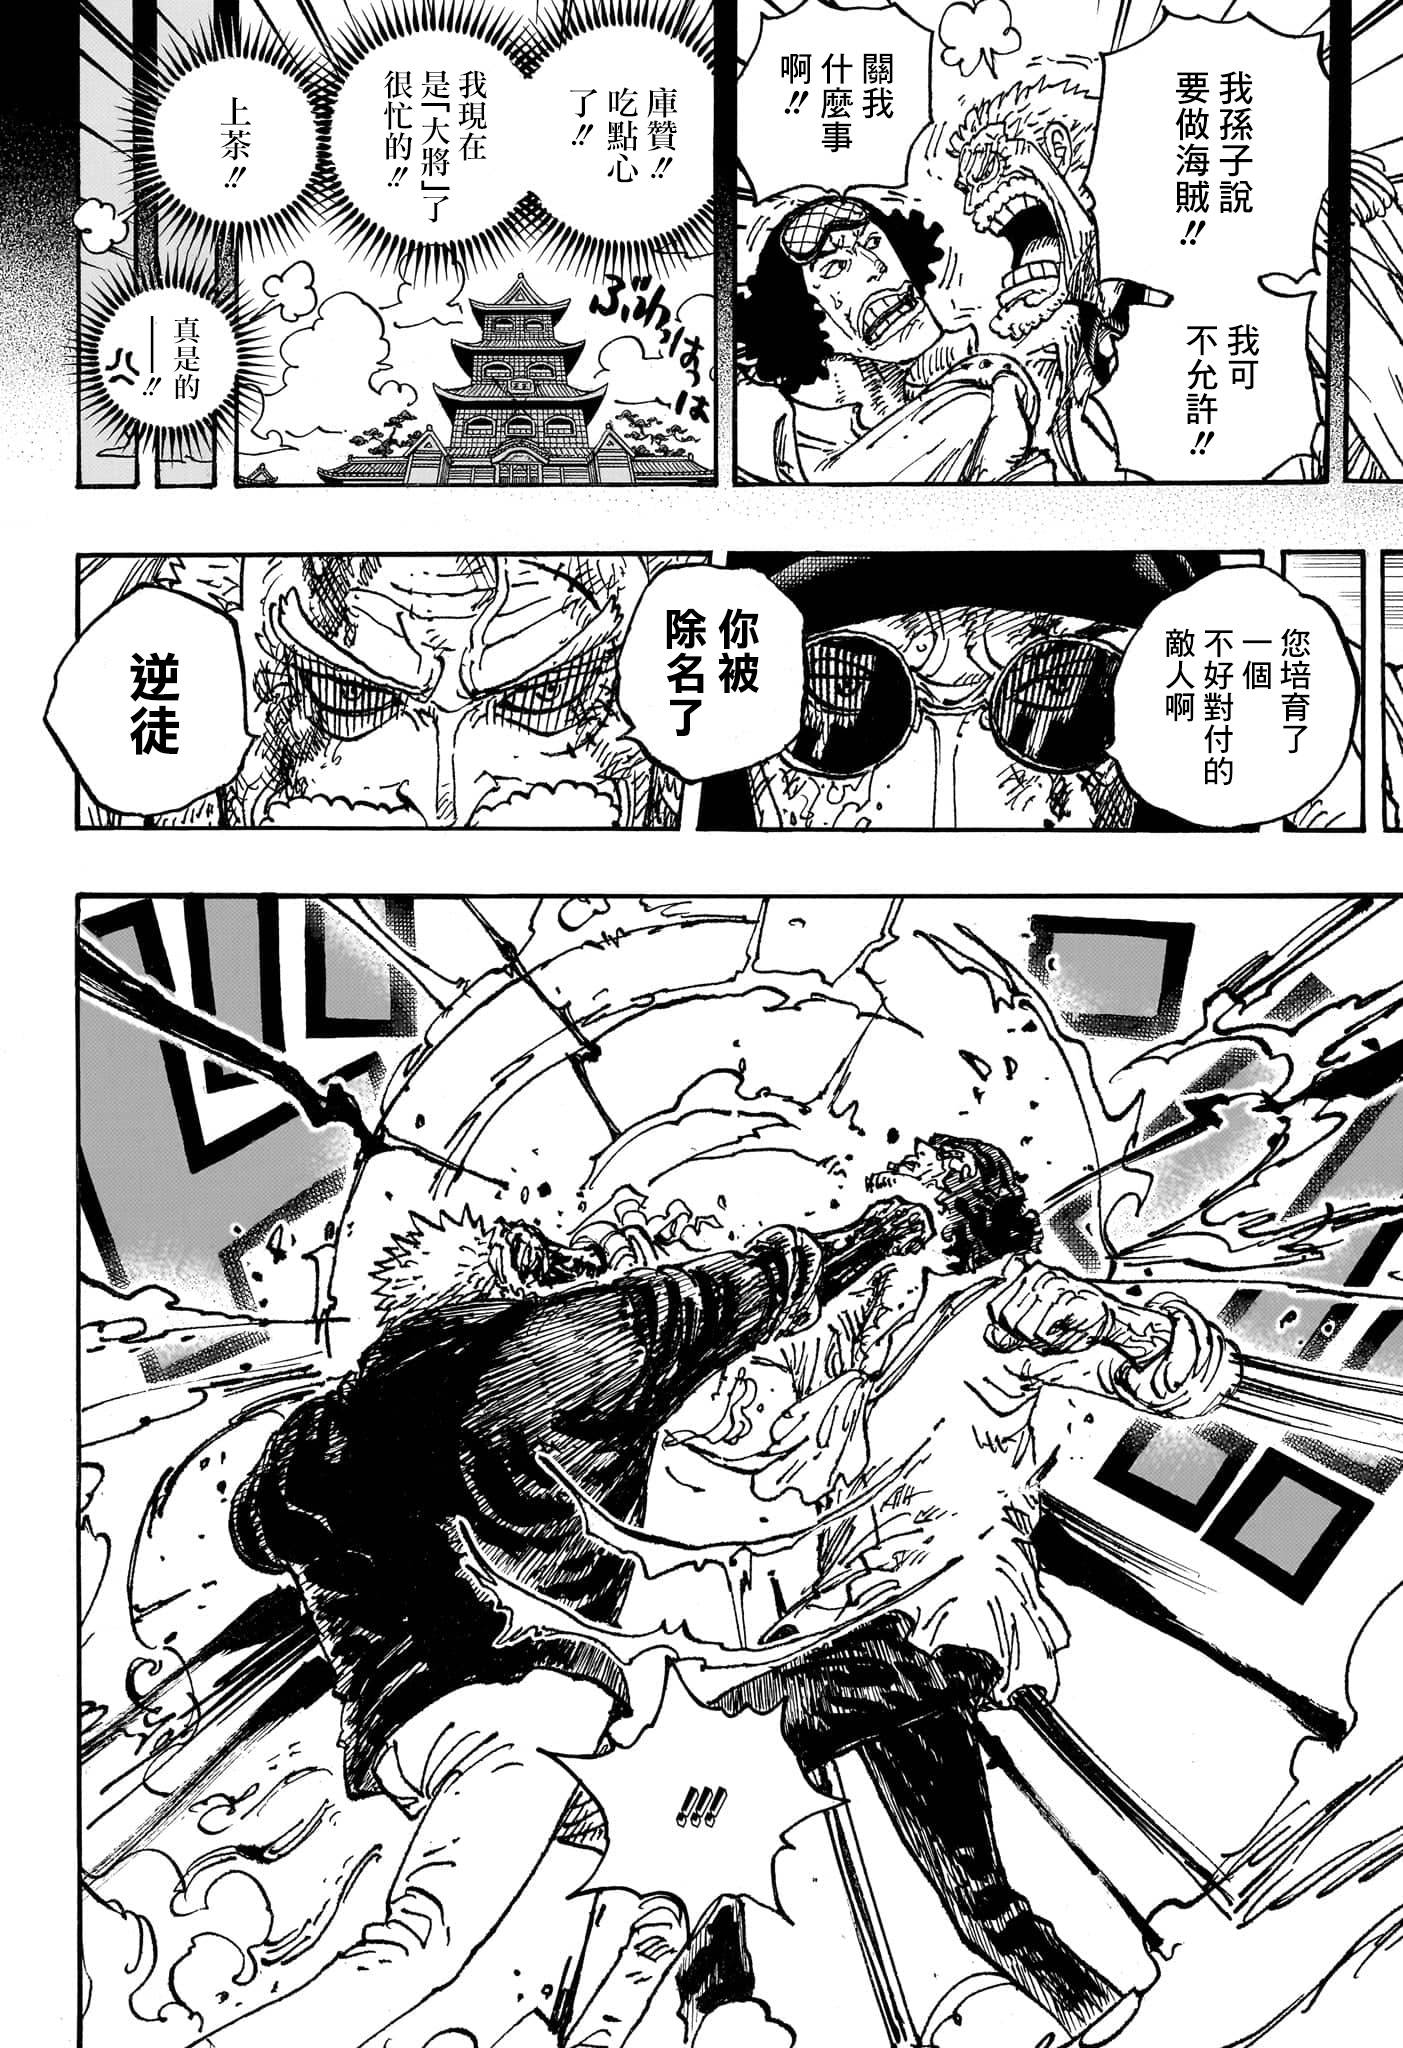 我孫子說
要做海賊!!
我可
不允許!!
關我
什麼事
啊!!
庫贊!!
吃點心
了!!
我現在
是「大將」了
很忙的!!
上茶!!
真是的
——!!
ぶわっはっは
您培育了
一個
不好對付的
敵人啊
你被
除名了
逆徒
!!!